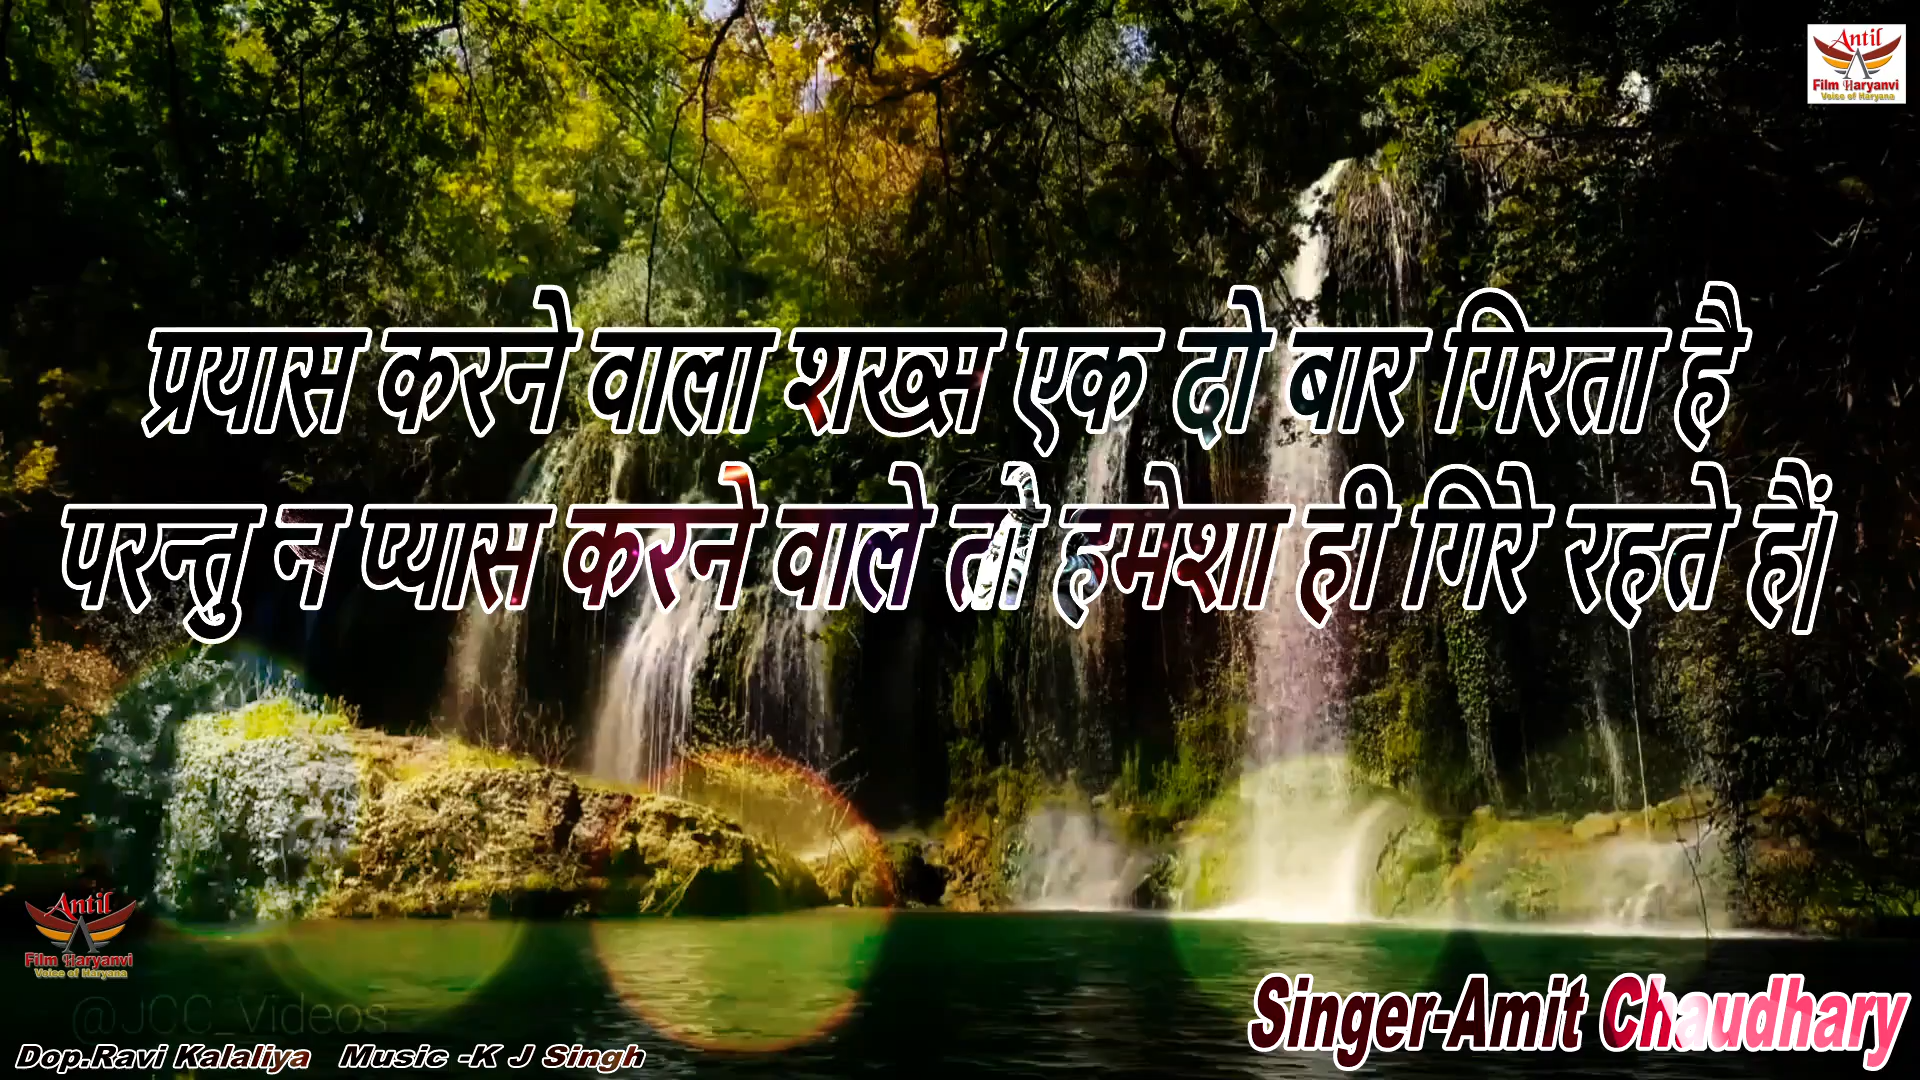 Antil
Film Haryanvi
Voice of Haryana
प्रयास करने वाला शख्स एक दो बार गिरता है
परन्तु न प्यास करने वाले तो हमेशा ही गिरे रहते हैं।
Antil
Film Haryanvi
Voice of Haryana
@JCC_Videos
Singer-Amit Chaudhary
Dop.Ravi Kalaliya Music -K J Singh